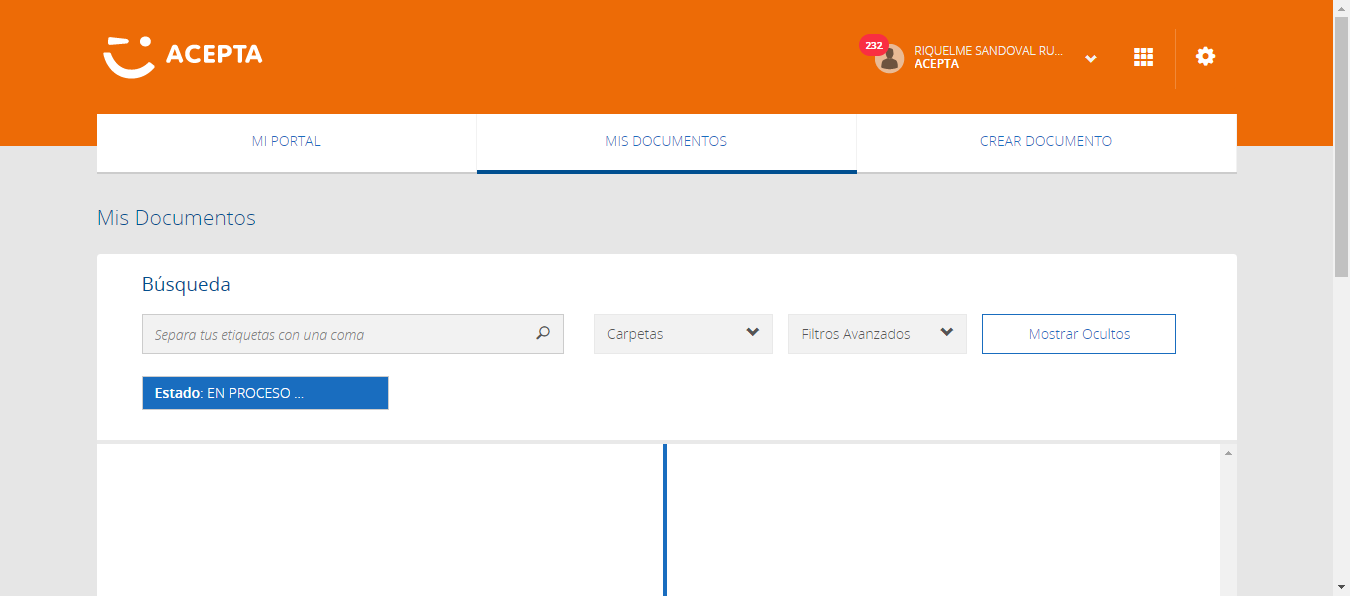 ACEPTA
232
RIQUELME SANDOVAL RU...
ACEPTA
MI PORTAL
MIS DOCUMENTOS
CREAR DOCUMENTO
Mis Documentos
Búsqueda
Separa tus etiquetas con una coma
Carpetas
Filtros Avanzados
Mostrar Ocultos
Estado: EN PROCESO ...